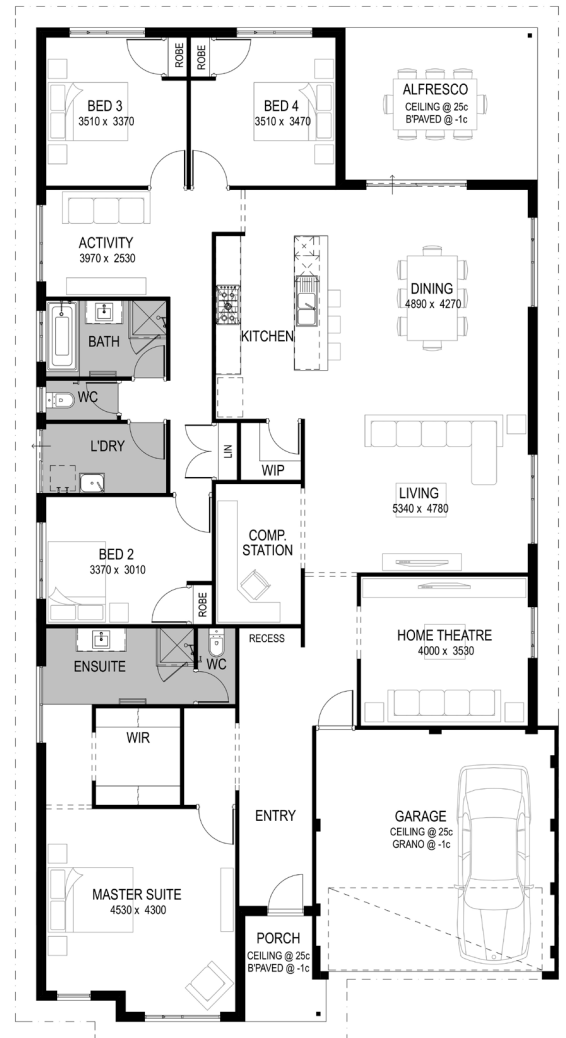 ROBE
ROBE
BED 3
3510 x 3370
BED 4
3510 x 3470
ALFRESCO
CEILING @ 25c
B'PAVED @ -1c
ACTIVITY
3970 x 2530
DINING
4890 x 4270
BATH
KITCHEN
WC
L'DRY
LIN
WIP
LIVING
5340 x 4780
COMP.
STATION
BED 2
3370 x 3010
ROBE
RECESS
HOME THEATRE
4000 x 3530
ENSUITE
WC
WIR
ENTRY
GARAGE
CEILING @ 25c
GRANO @ -1c
MASTER SUITE
4530 x 4300
PORCH
CEILING @ 25c
B'PAVED @ -1c